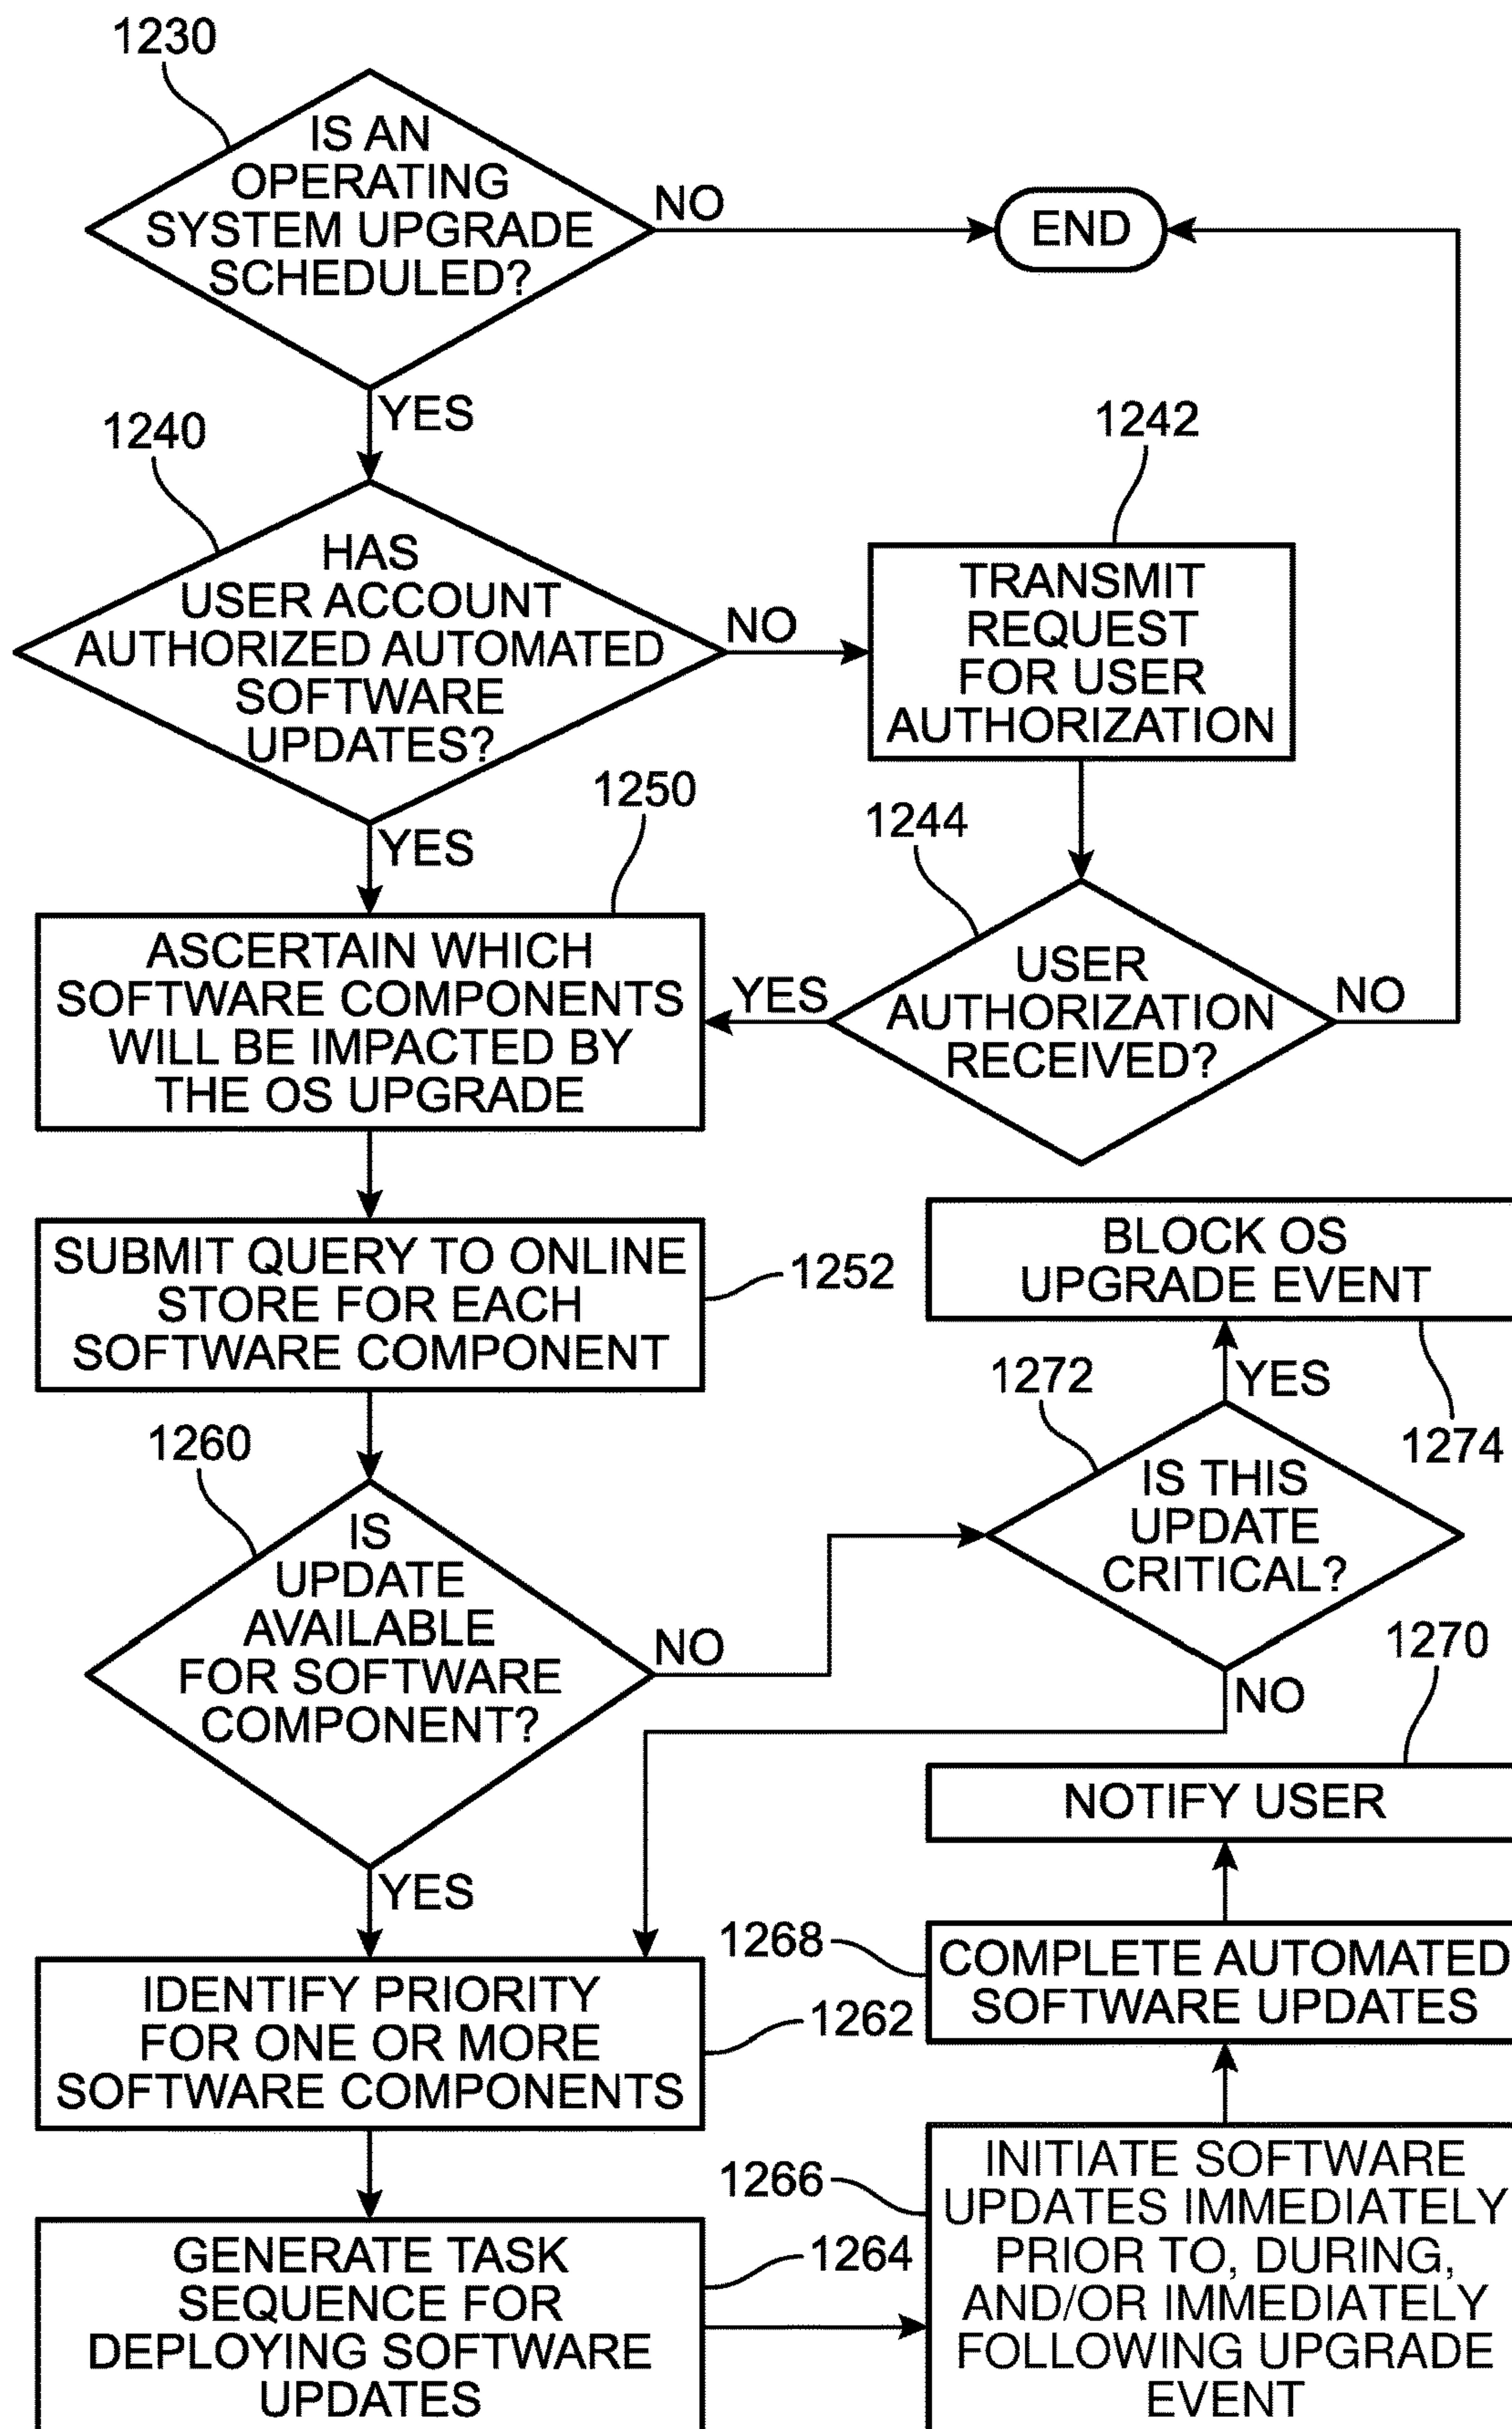 1230
IS AN
OPERATING
SYSTEM UPGRADE
SCHEDULED?
NO
END
YES
1240
HAS
USER ACCOUNT
AUTHORIZED AUTOMATED
SOFTWARE
UPDATES?
NO
1242
TRANSMIT
REQUEST
FOR USER
AUTHORIZATION
YES
1250
1244
ASCERTAIN WHICH
SOFTWARE COMPONENTS
WILL BE IMPACTED BY
THE OS UPGRADE
YES
USER
AUTHORIZATION
RECEIVED?
NO
SUBMIT QUERY TO ONLINE
STORE FOR EACH
SOFTWARE COMPONENT
1252
BLOCK OS
UPGRADE EVENT
1274
YES
1272
IS THIS
UPDATE
CRITICAL?
NO
1260
IS
UPDATE
AVAILABLE
FOR SOFTWARE
COMPONENT?
NO
YES
1270
NOTIFY USER
1268
COMPLETE AUTOMATED
SOFTWARE UPDATES
IDENTIFY PRIORITY
FOR ONE OR MORE
SOFTWARE COMPONENTS
1262
GENERATE TASK
SEQUENCE FOR
DEPLOYING SOFTWARE
UPDATES
1264
1266
INITIATE SOFTWARE
UPDATES IMMEDIATELY
PRIOR TO, DURING,
AND/OR IMMEDIATELY
FOLLOWING UPGRADE
EVENT